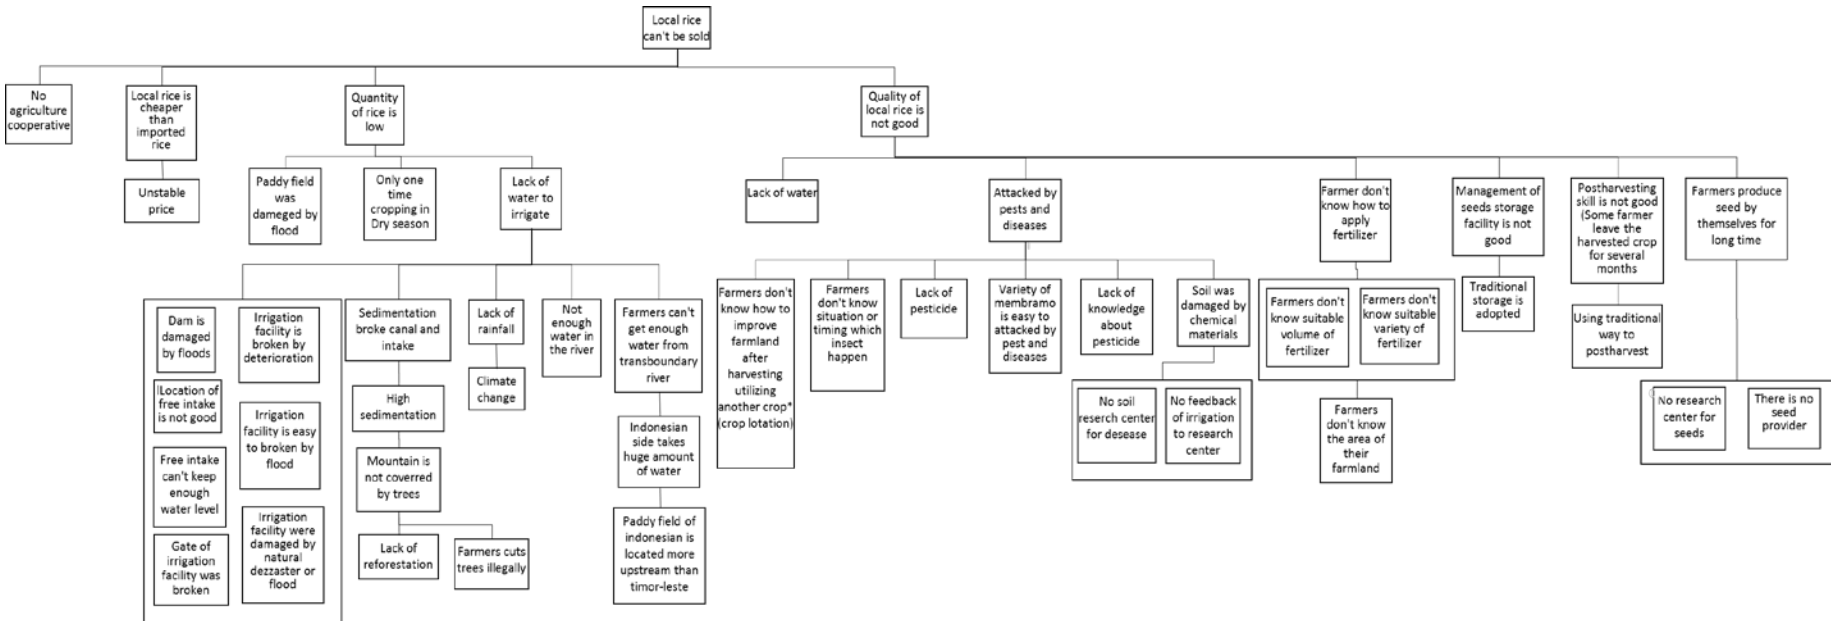 Local rice
can't be sold
No
agriculture
cooperative
Local rice is
cheaper
than
imported
rice
Quantity
of rice is
low
Quality of
local rice is
not good
Unstable
price
Paddy field
was
dameged by
flood
Only one
time
cropping in
Dry season
Lack of
water to
irrigate
Lack of water
Attacked by
pests and
diseases
Farmer don't
know how to
apply
fertilizer
Management of
seeds storage
facility is not
good
Postharvesting
skill is not good
(Some farmer
leave the
harvested crop
for several
months
Farmers produce
seed by
themselves for
long time
Dam is
damaged
by floods
Irrigation
facility is
broken by
deterioration
lLocation of
free intake
is not good
Irrigation
facility is easy
to broken by
flood
Free intake
can't keep
enough
water level
Irrigation
facility were
damaged by
natural
dezzaster or
flood
Gate of
irrigation
facility was
broken
Sedimentation
broke canal and
intake
High
sedimentation
Mountain is
not coverred
by trees
Lack of
reforestation
Farmers cuts
trees illegally
Lack of
rainfall
Climate
change
Not
enough
water in
the river
Farmers can't
get enough
water from
transboundary
river
Indonesian
side takes
huge amount
of water
Paddy field of
indonesian is
located more
upstream than
timor-leste
Farmers don't
know how to
improve
farmland
after
harvesting
utilizing
another crop*
(crop lotation)
Farmers
don't know
situation or
timing which
insect
happen
Lack of
pesticide
Variety of
membramo
is easy to
attacked by
pest and
diseases
Lack of
knowledge
about
pesticide
Soil was
damaged by
chemical
materials
No soil
reserch center
for desease
No feedback
of irrigation
to research
center
Farmers don't
know suitable
volume of
fertilizer
Farmers don't
know suitable
variety of
fertilizer
Farmers
don't know
the area of
their
farmland
Traditional
storage is
adopted
Using traditional
way to
postharvest
No research
center for
seeds
There is no
seed
provider